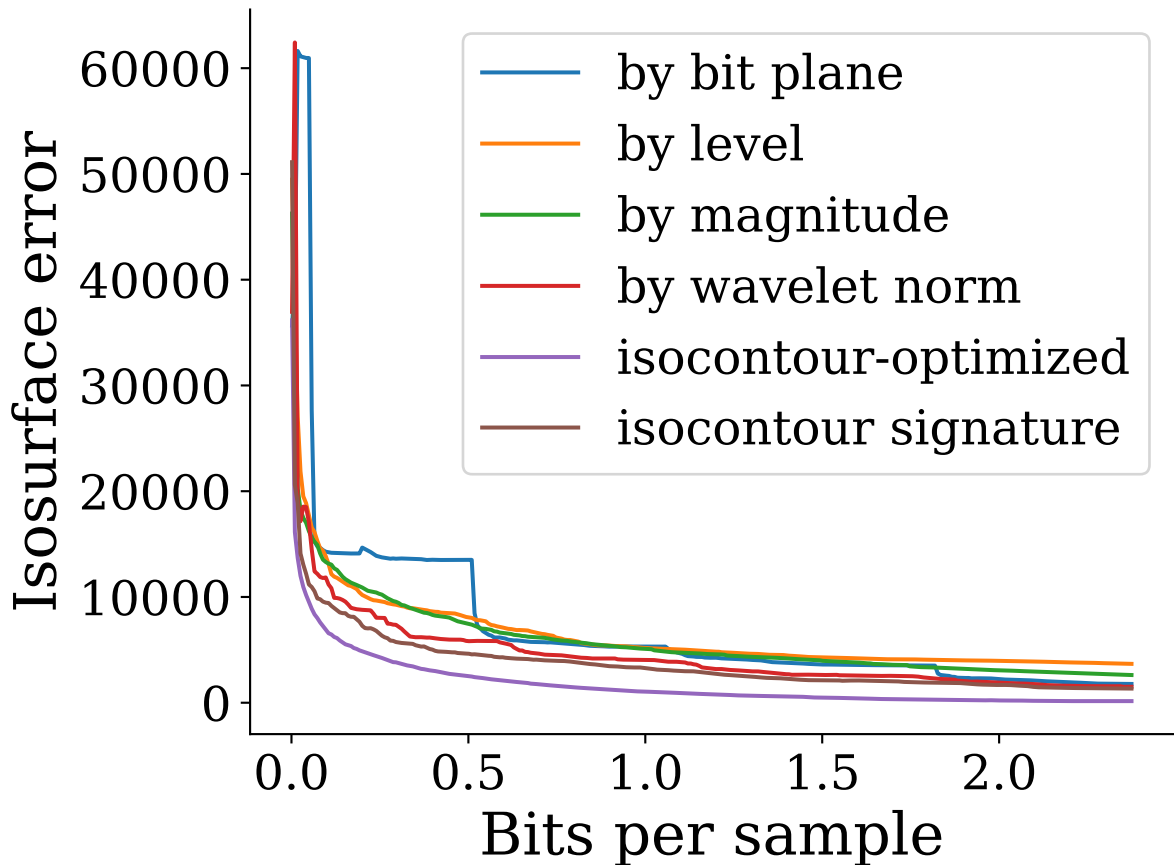 Isosurface error
60000
50000
40000
30000
20000
10000
0
by bit plane
by level
by magnitude
by wavelet norm
isocontour-optimized
isocontour signature
0.0 0.5 1.0 1.5 2.0
Bits per sample